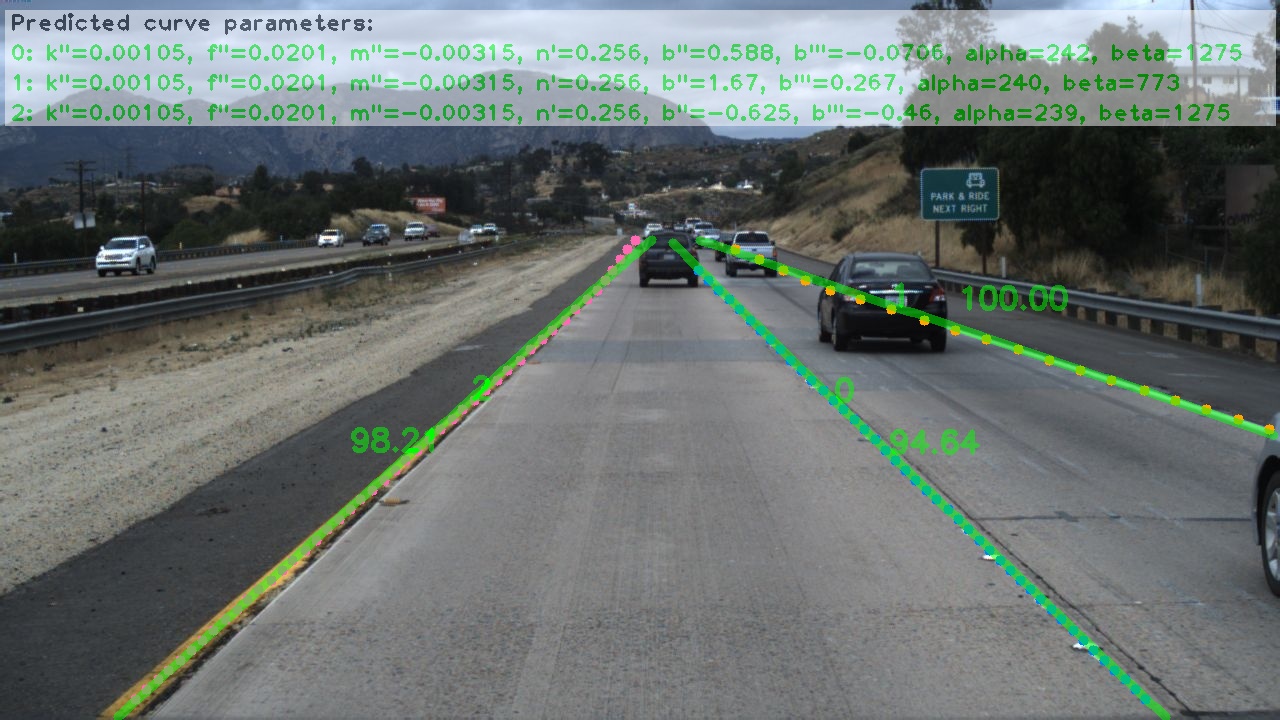 Predicted curve parameters:
0: k''=0.00105, f''=0.0201, m''=-0.00315, n'=0.256, b''=0.588, b'''=-0.0706, alpha=242, beta=1275
1: k''=0.00105, f''=0.0201, m''=-0.00315, n'=0.256, b''=1.67, b'''=0.267, alpha=240, beta=773
2: k''=0.00105, f''=0.0201, m''=-0.00315, n'=0.256, b''=-0.625, b'''=-0.46, alpha=239, beta=1275
PARK & RIDE
NEXT RIGHT
1
100.00
2
0
98.21
94.64